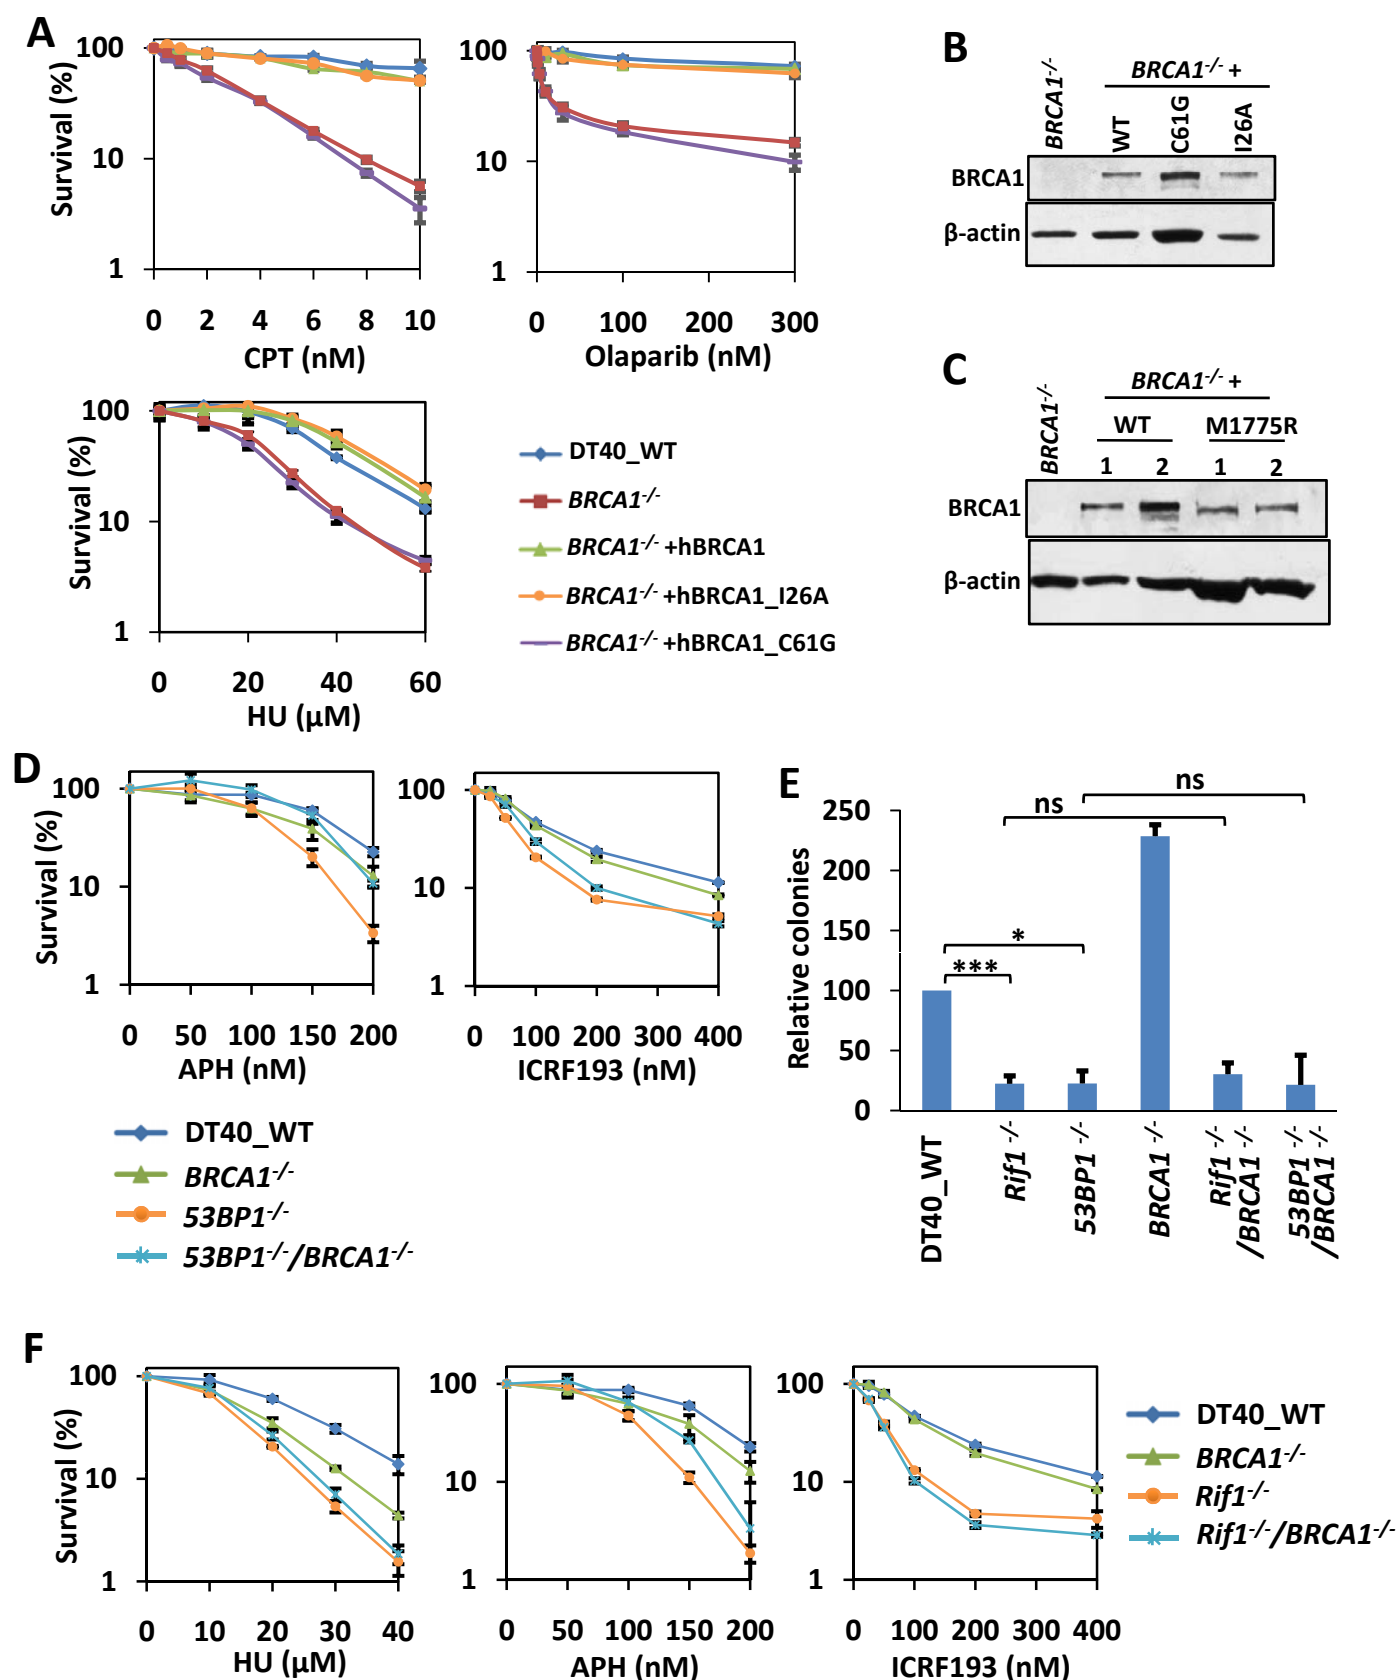 A
Survival (%)
100
10
1
0 2 4 6 8 10
CPT (nM)
100
10
1
0 100 200 300
Olaparib (nM)
Survival (%)
100
10
1
0 20 40 60
HU (µM)
DT40_WT
BRCA1-/-
BRCA1-/- +hBRCA1
BRCA1-/- +hBRCA1_I26A
BRCA1-/- +hBRCA1_C61G
B
BRCA1-/-
BRCA1-/- +
WT C61G I26A
BRCA1
β-actin
C
BRCA1-/-
BRCA1-/- +
WT M1775R
1 2 1 2
BRCA1
β-actin
D
Survival (%)
100
10
1
0 50 100 150 200
APH (nM)
100
10
1
0 100 200 300 400
ICRF193 (nM)
DT40_WT
BRCA1-/-
53BP1-/-
53BP1-/-/BRCA1-/-
E
Relative colonies
250
200
150
100
50
0
ns
ns
*
***
DT40_WT
Rif1 -/-
53BP1 -/-
BRCA1 -/-
Rif1 -/-
/BRCA1 -/-
53BP1 -/-
/BRCA1 -/-
F
Survival (%)
100
10
1
0 10 20 30 40
HU (µM)
100
10
1
0 50 100 150 200
APH (nM)
100
10
1
0 100 200 300 400
ICRF193 (nM)
DT40_WT
BRCA1-/-
Rif1-/-
Rif1-/-/BRCA1-/-